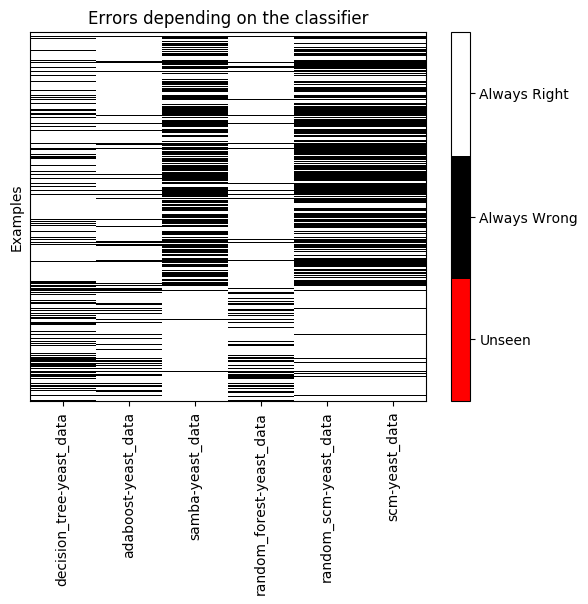 Errors depending on the classifier
Examples
Always Right
Always Wrong
Unseen
decision_tree-yeast_data
adaboost-yeast_data
samba-yeast_data
random_forest-yeast_data
random_scm-yeast_data
scm-yeast_data